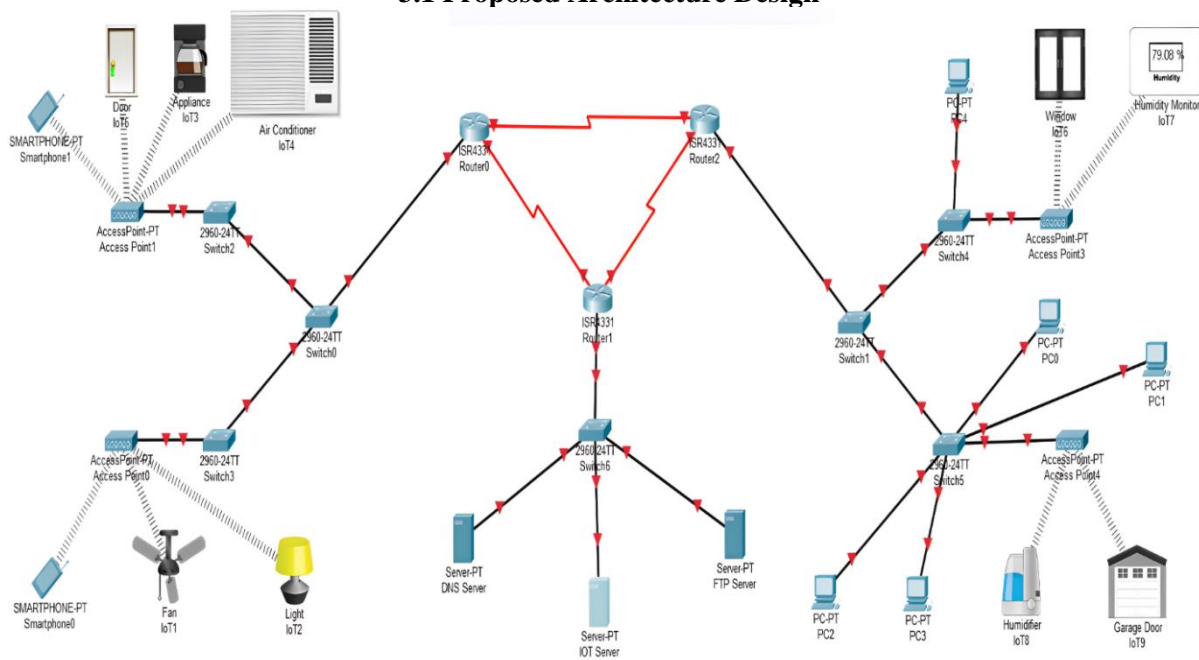 3.1 Proposed Architecture Design
SMARTPHONE-PT
Smartphone1
Door
Appliance
IoT3
Air Conditioner
IoT4
AccessPoint-PT
Access Point1
2960-24TT
Switch2
2960-24TT
Switch0
AccessPoint-PT
Access Point0
2960-24TT
Switch3
SMARTPHONE-PT
Smartphone0
Fan
IoT1
Light
IoT2
ISR4331
Router0
ISR4331
Router2
ISR4331
Router1
2960-24TT
Switch6
Server-PT
DNS Server
Server-PT
IOT Server
Server-PT
FTP Server
PC-PT
PC4
Window
IoT6
79.08 %
Humidity
Humidity Monitor
IoT7
2960-24TT
Switch4
AccessPoint-PT
Access Point3
2960-24TT
Switch1
PC-PT
PC0
PC-PT
PC1
2960-24TT
Switch5
AccessPoint-PT
Access Point4
PC-PT
PC2
PC-PT
PC3
Humidifier
IoT8
Garage Door
IoT9